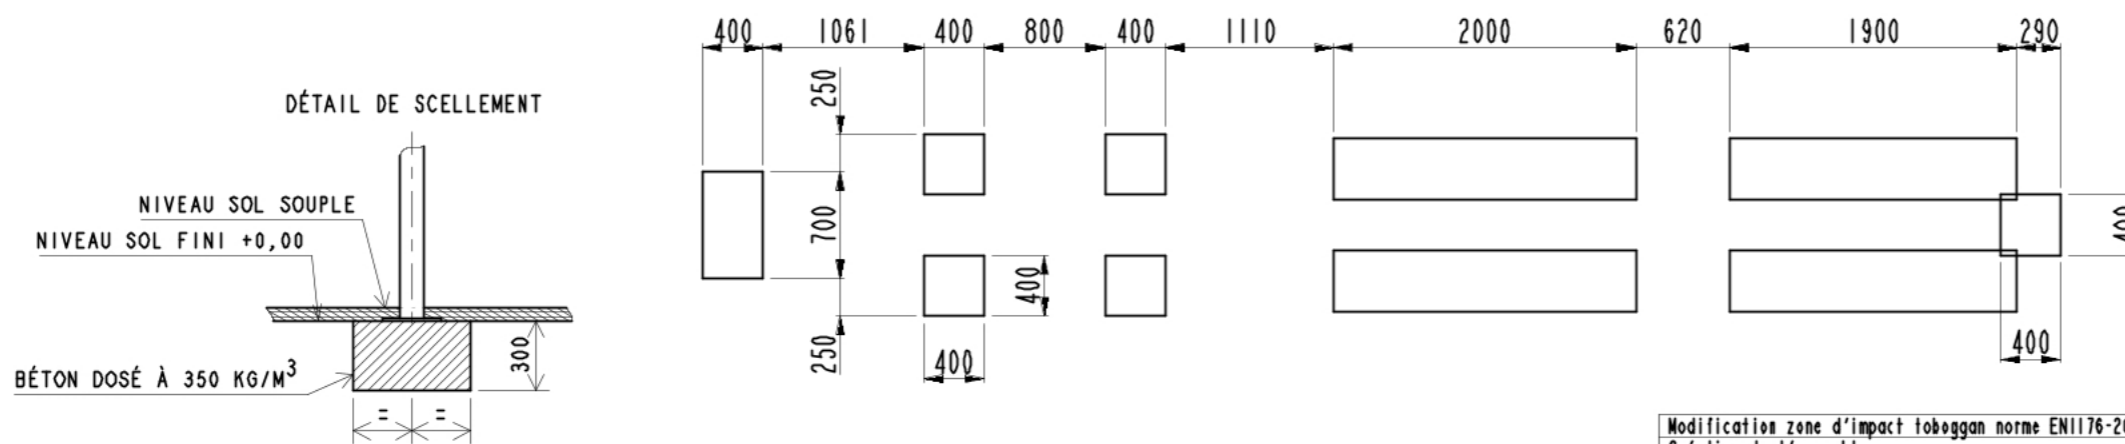 400 1061 400 800 400 1110 2000 620 1900 290
250
DÉTAIL DE SCELLEMENT
NIVEAU SOL SOUPLE
NIVEAU SOL FINI +0,00
700
400
400
300
250
400
400
BÉTON DOSÉ À 350 KG/M³
= =
Modification zone d'impact toboggan norme EN1176-2